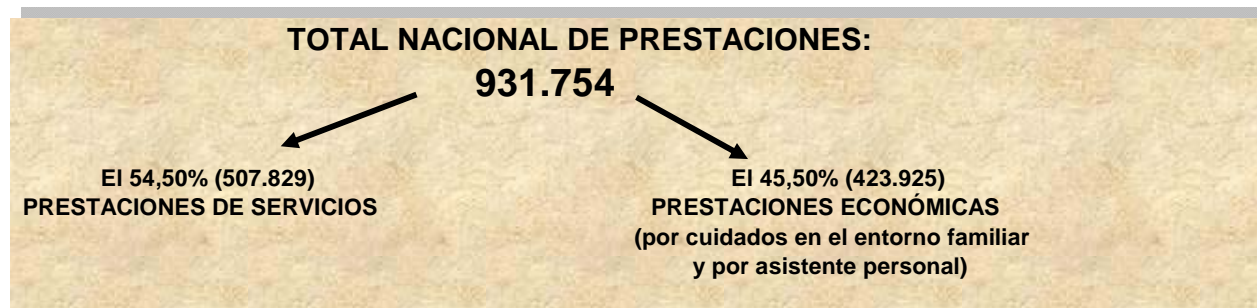 TOTAL NACIONAL DE PRESTACIONES:
931.754
El 54,50% (507.829)
PRESTACIONES DE SERVICIOS
El 45,50% (423.925)
PRESTACIONES ECONÓMICAS
(por cuidados en el entorno familiar
y por asistente personal)